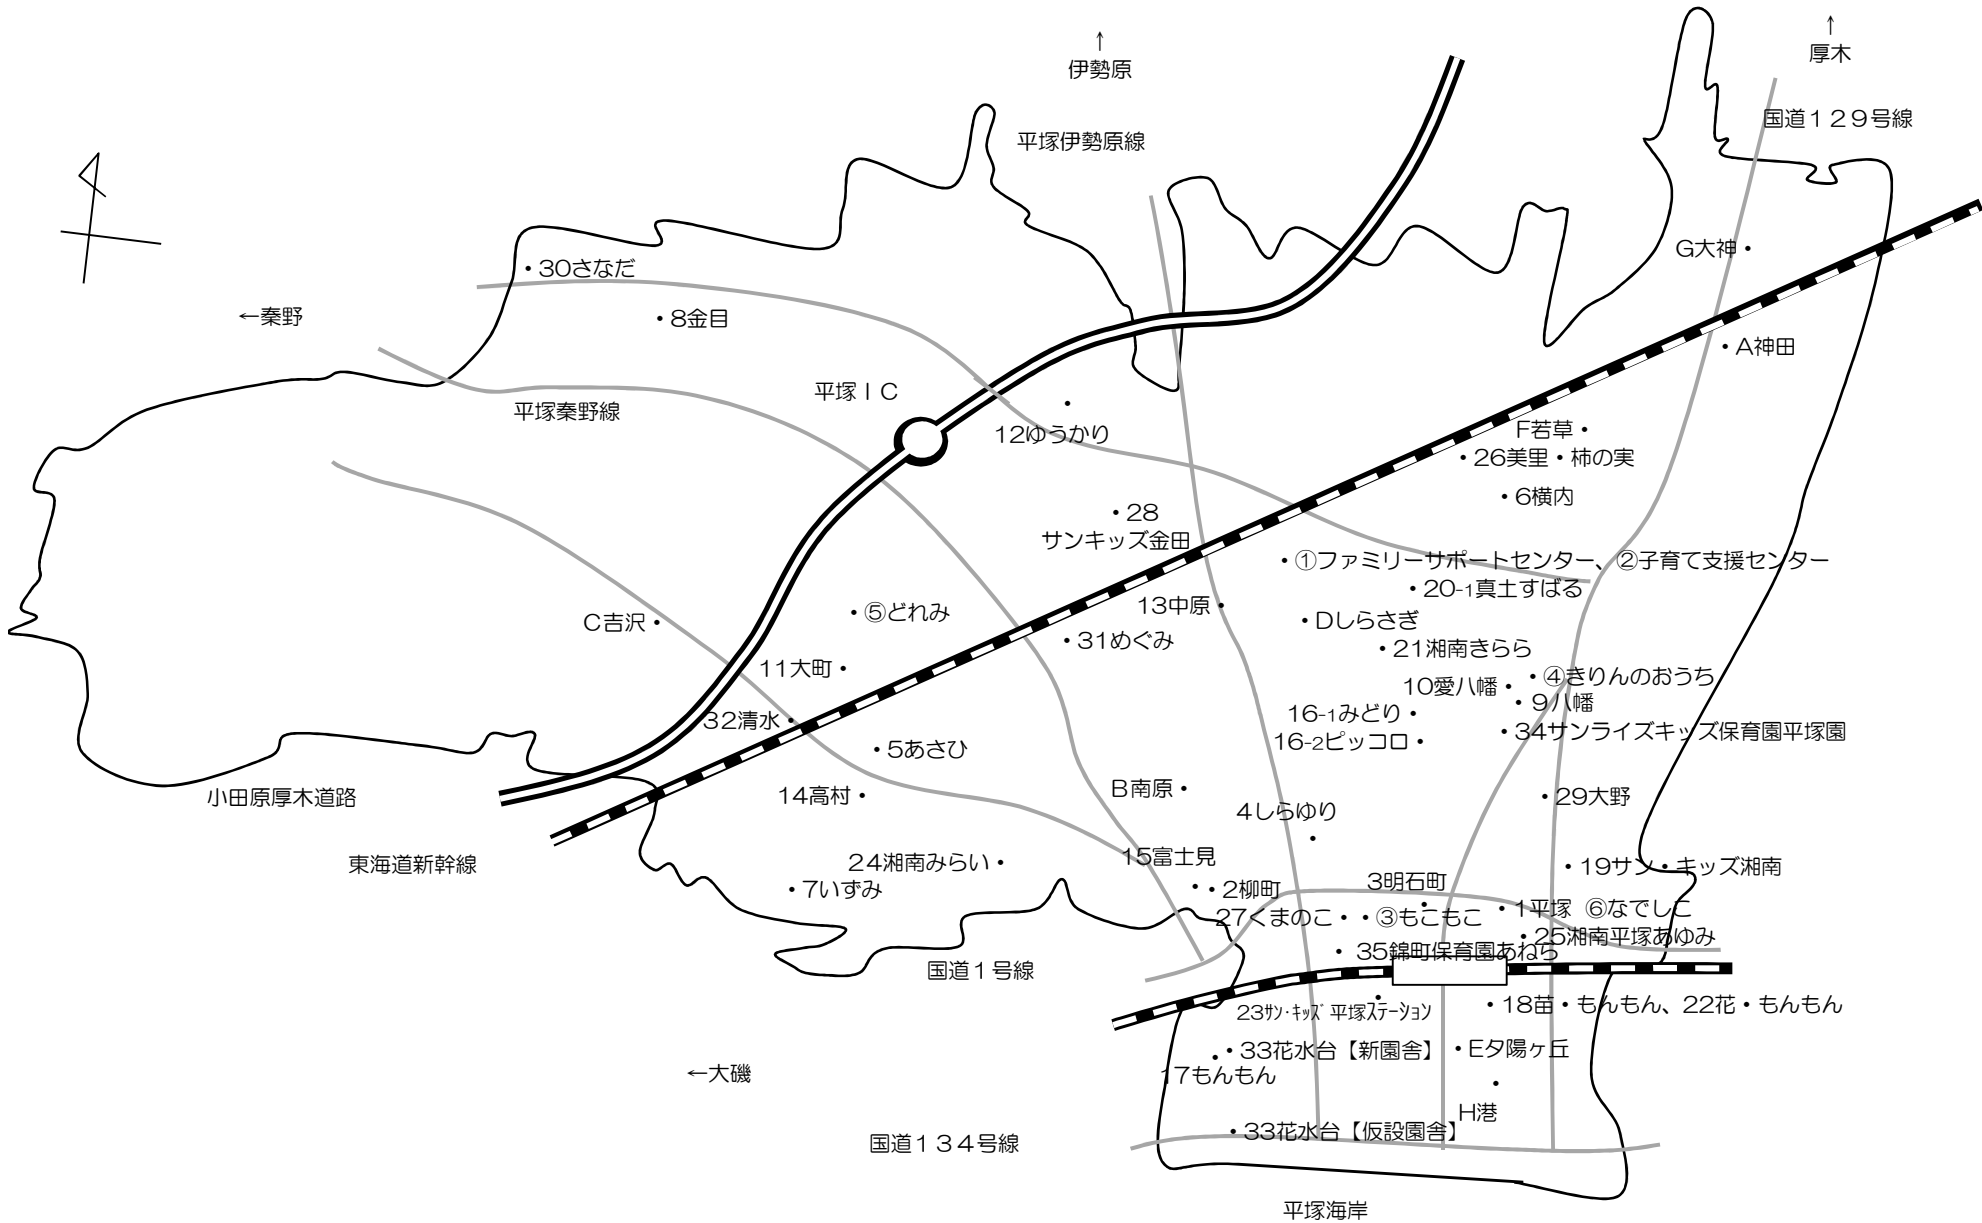 ↑
厚木
↑
伊勢原
国道１２９号線
平塚伊勢原線
G大神・
・30さなだ
←秦野
・8金目
・A神田
平塚ＩＣ
平塚秦野線
12ゆうかり
F若草・
・26美里・柿の実
・6横内
・28
サンキッズ金田
・①ファミリーサポートセンター、②子育て支援センター
・20-1真土すばる
13中原・
・⑤どれみ
C吉沢・
・Dしらさぎ
・31めぐみ
・21湘南きらら
11大町・
・④きりんのおうち
10愛八幡・
・9八幡
16-1みどり・
32清水・
・34サンライズキッズ保育園平塚園
16-2ピッコロ・
・5あさひ
B南原・
14高村・
・29大野
小田原厚木道路
4しらゆり
15富士見
24湘南みらい・
東海道新幹線
・19サン・キッズ湘南
3明石町
・7いずみ
・2柳町
・1平塚 ⑥なでしこ
27くまのこ・・③もこもこ
・25湘南平塚あゆみ
・35錦町保育園あねら
国道１号線
・18苗・もんもん、22花・もんもん
23ｻﾝ･ｷｯｽﾞ平塚ｽﾃｰｼｮﾝ
・33花水台【新園舎】
・E夕陽ヶ丘
←大磯
17もんもん
H港
・33花水台【仮設園舎】
国道１３４号線
平塚海岸